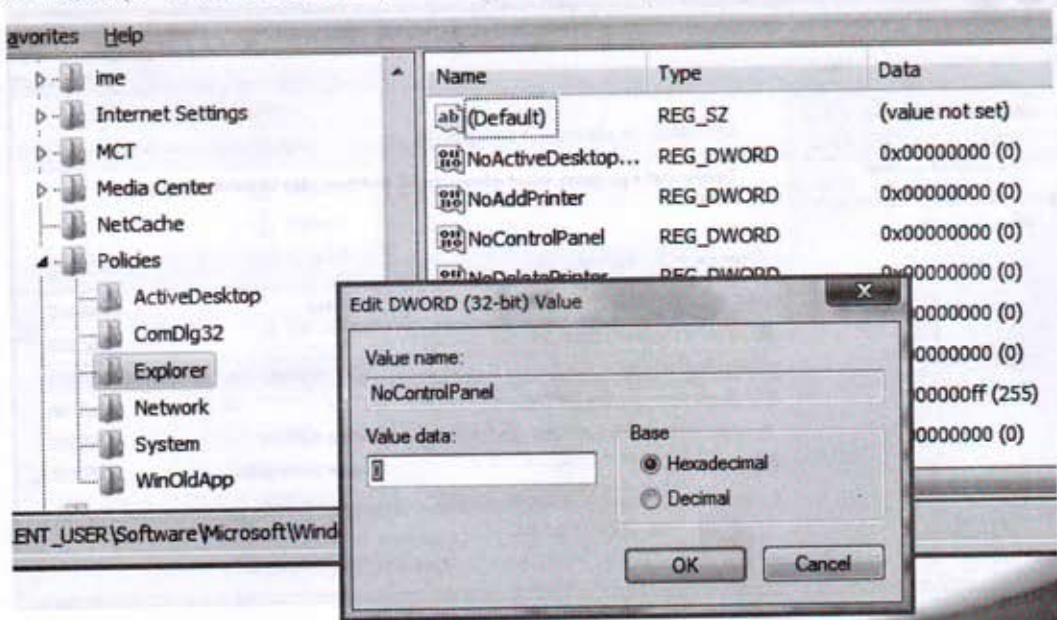 avorites Help
ime
Internet Settings
MCT
Media Center
NetCache
Policies
ActiveDesktop
ComDlg32
Explorer
Network
System
WinOldApp
ENT_USER\Software\Microsoft\Wind
Name Type Data
ab (Default) REG_SZ (value not set)
NoActiveDesktop... REG_DWORD 0x00000000 (0)
NoAddPrinter REG_DWORD 0x00000000 (0)
NoControlPanel REG_DWORD 0x00000000 (0)
NoDeletePrinter REG_DWORD 0x00000000 (0)
0000000 (0)
0000000 (0)
00000ff (255)
0000000 (0)
Edit DWORD (32-bit) Value
Value name:
NoControlPanel
Value data:
0
Base
Hexadecimal
Decimal
OK Cancel